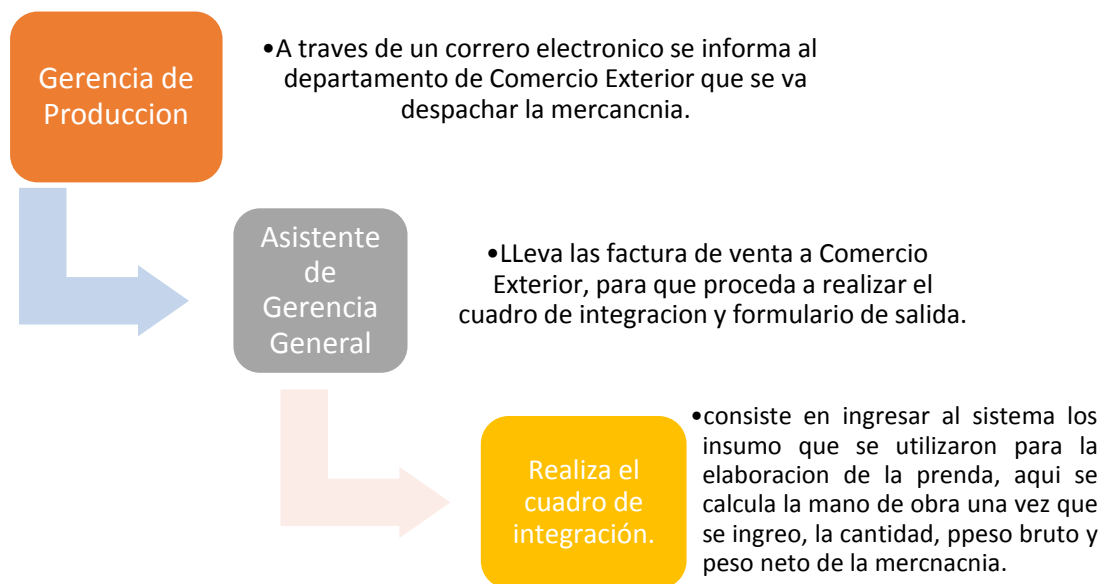 Gerencia de
Produccion
•A traves de un correro electronico se informa al
departamento de Comercio Exterior que se va
despachar la mercancnia.
Asistente
de
Gerencia
General
•LLeva las factura de venta a Comercio
Exterior, para que proceda a realizar el
cuadro de integracion y formulario de salida.
Realiza el
cuadro de
integración.
•consiste en ingresar al sistema los
insumo que se utilizaron para la
elaboracion de la prenda, aqui se
calcula la mano de obra una vez que
se ingreo, la cantidad, ppeso bruto y
peso neto de la mercnacnia.